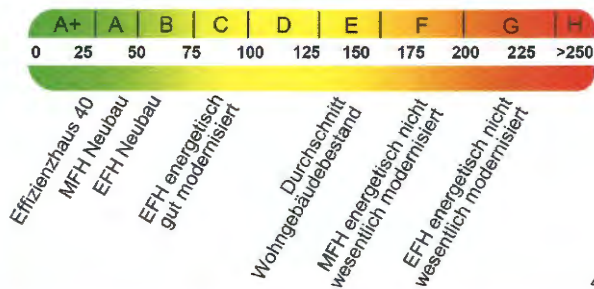 A+ A B C D E F G H
0 25 50 75 100 125 150 175 200 225 >250
Effizienzhaus 40
MFH Neubau
EFH Neubau
EFH energetisch
gut modernisiert
Durchschnitt
Wohngebäudebestand
MFH energetisch nicht
wesentlich modernisiert
EFH energetisch nicht
wesentlich modernisiert